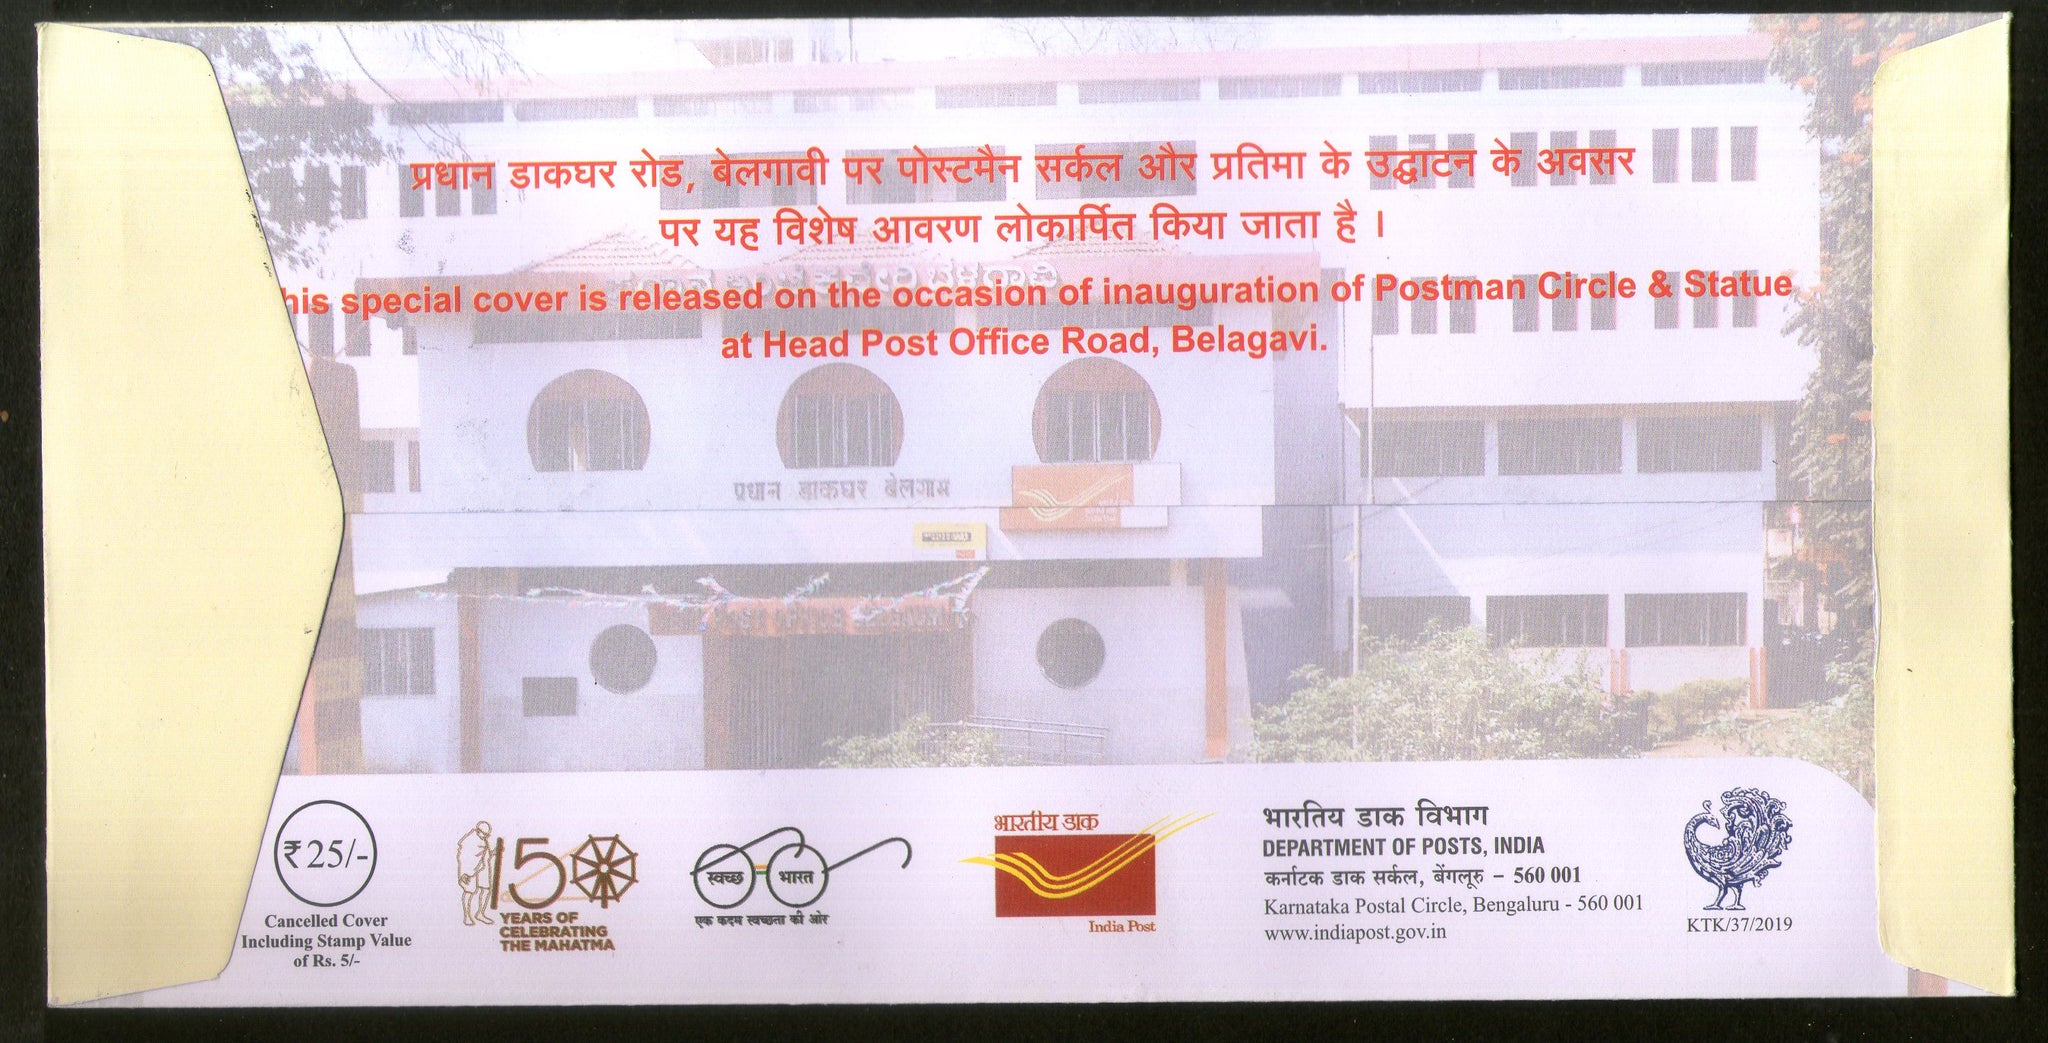 प्रधान डाकघर रोड, बेलगावी पर पोस्टमैन सर्कल और प्रतिमा के उद्घाटन के अवसर
पर यह विशेष आवरण लोकार्पित किया जाता है ।
his special cover is released on the occasion of inauguration of Postman Circle & Statue
at Head Post Office Road, Belagavi.
प्रधान डाकघर बेलगाम
POST OFFICE BELGAUM
₹ 25/-
Cancelled Cover
Including Stamp Value
of Rs. 5/-
150
YEARS OF
CELEBRATING
THE MAHATMA
स्वच्छ भारत
एक कदम स्वच्छता की ओर
भारतीय डाक
India Post
भारतिय डाक विभाग
DEPARTMENT OF POSTS, INDIA
कर्नाटक डाक सर्कल, बेंगलूरु – 560 001
Karnataka Postal Circle, Bengaluru - 560 001
www.indiapost.gov.in
KTK/37/2019